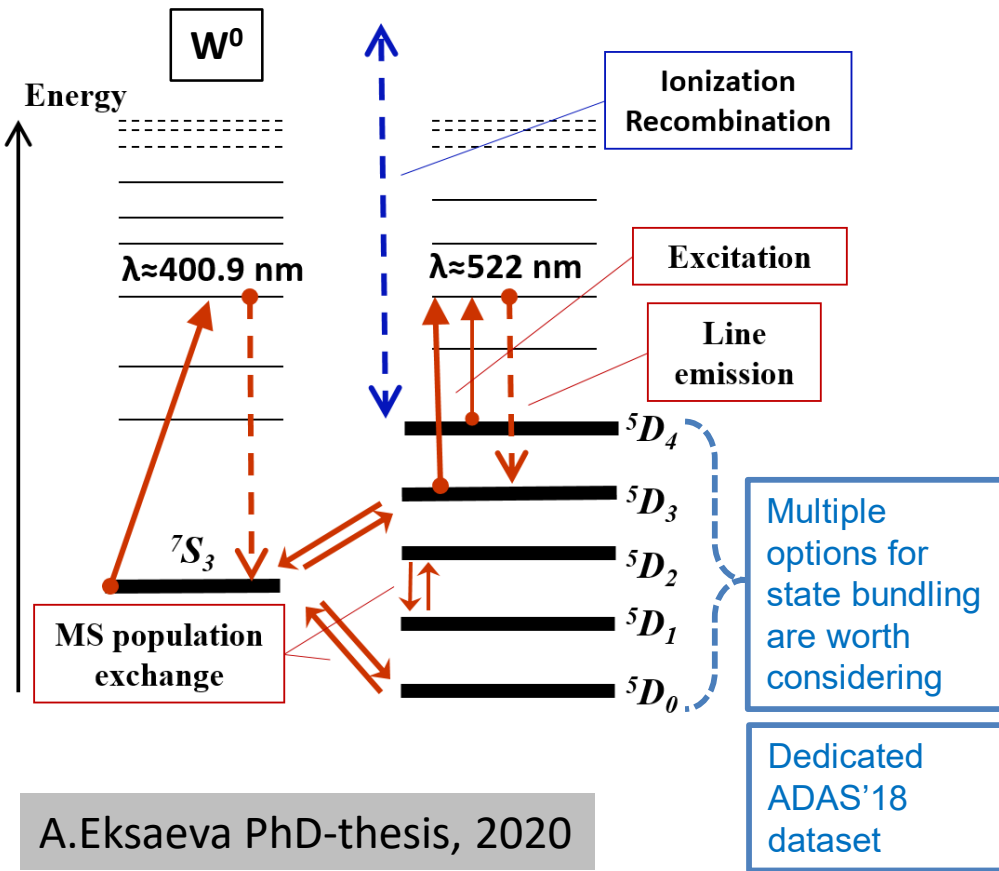 W⁰
Energy
Ionization
Recombination
λ≈400.9 nm
λ≈522 nm
Excitation
Line
emission
⁵D₄
⁵D₃
⁷S₃
⁵D₂
⁵D₁
⁵D₀
MS population
exchange
Multiple
options for
state bundling
are worth
considering
Dedicated
ADAS’18
dataset
A.Eksaeva PhD-thesis, 2020